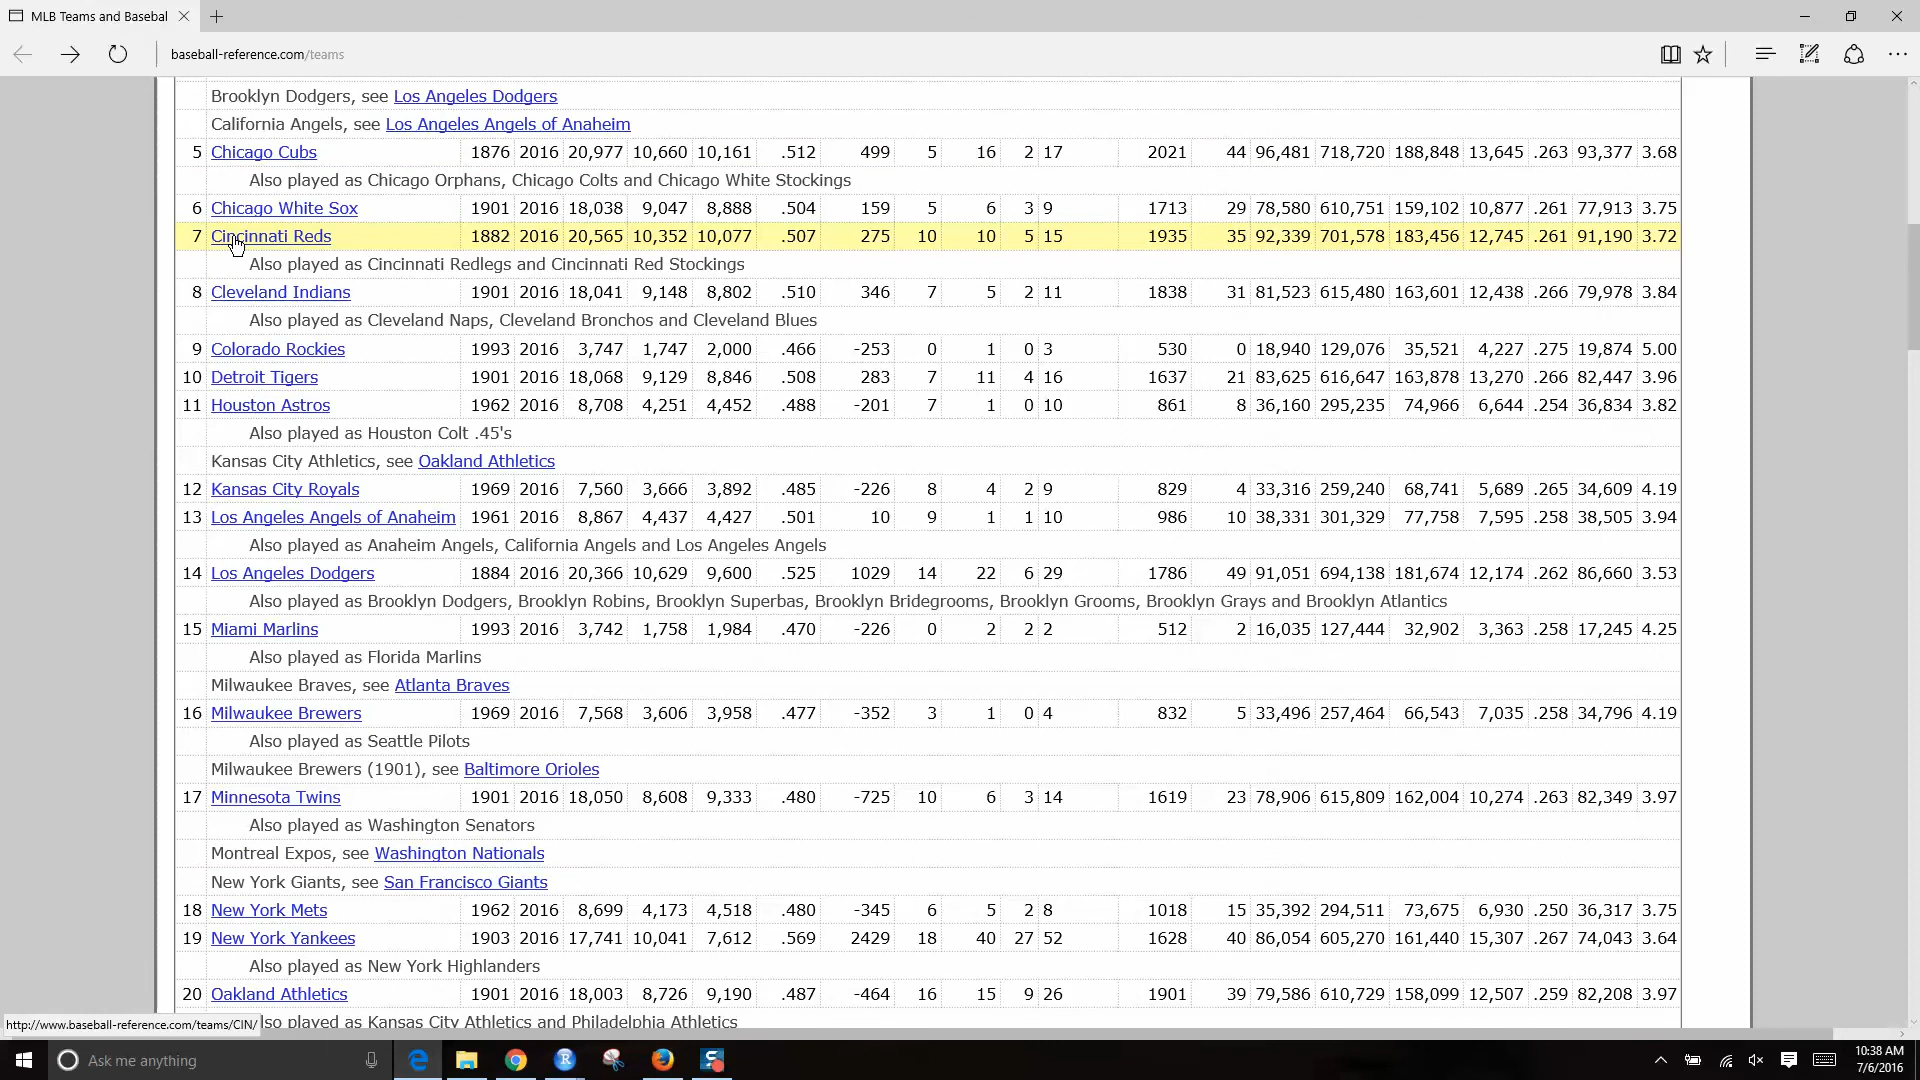 MLB Teams and Basebal
baseball-reference.com/teams
Brooklyn Dodgers, see Los Angeles Dodgers
California Angels, see Los Angeles Angels of Anaheim
5 Chicago Cubs 1876 2016 20,977 10,660 10,161 .512 499 5 16 2 17 2021 44 96,481 718,720 188,848 13,645 .263 93,377 3.68
Also played as Chicago Orphans, Chicago Colts and Chicago White Stockings
6 Chicago White Sox 1901 2016 18,038 9,047 8,888 .504 159 5 6 3 9 1713 29 78,580 610,751 159,102 10,877 .261 77,913 3.75
7 Cincinnati Reds 1882 2016 20,565 10,352 10,077 .507 275 10 10 5 15 1935 35 92,339 701,578 183,456 12,745 .261 91,190 3.72
Also played as Cincinnati Redlegs and Cincinnati Red Stockings
8 Cleveland Indians 1901 2016 18,041 9,148 8,802 .510 346 7 5 2 11 1838 31 81,523 615,480 163,601 12,438 .266 79,978 3.84
Also played as Cleveland Naps, Cleveland Bronchos and Cleveland Blues
9 Colorado Rockies 1993 2016 3,747 1,747 2,000 .466 -253 0 1 0 3 530 0 18,940 129,076 35,521 4,227 .275 19,874 5.00
10 Detroit Tigers 1901 2016 18,068 9,129 8,846 .508 283 7 11 4 16 1637 21 83,625 616,647 163,878 13,270 .266 82,447 3.96
11 Houston Astros 1962 2016 8,708 4,251 4,452 .488 -201 7 1 0 10 861 8 36,160 295,235 74,966 6,644 .254 36,834 3.82
Also played as Houston Colt .45's
Kansas City Athletics, see Oakland Athletics
12 Kansas City Royals 1969 2016 7,560 3,666 3,892 .485 -226 8 4 2 9 829 4 33,316 259,240 68,741 5,689 .265 34,609 4.19
13 Los Angeles Angels of Anaheim 1961 2016 8,867 4,437 4,427 .501 10 9 1 1 10 986 10 38,331 301,329 77,758 7,595 .258 38,505 3.94
Also played as Anaheim Angels, California Angels and Los Angeles Angels
14 Los Angeles Dodgers 1884 2016 20,366 10,629 9,600 .525 1029 14 22 6 29 1786 49 91,051 694,138 181,674 12,174 .262 86,660 3.53
Also played as Brooklyn Dodgers, Brooklyn Robins, Brooklyn Superbas, Brooklyn Bridegrooms, Brooklyn Grooms, Brooklyn Grays and Brooklyn Atlantics
15 Miami Marlins 1993 2016 3,742 1,758 1,984 .470 -226 0 2 2 2 512 2 16,035 127,444 32,902 3,363 .258 17,245 4.25
Also played as Florida Marlins
Milwaukee Braves, see Atlanta Braves
16 Milwaukee Brewers 1969 2016 7,568 3,606 3,958 .477 -352 3 1 0 4 832 5 33,496 257,464 66,543 7,035 .258 34,796 4.19
Also played as Seattle Pilots
Milwaukee Brewers (1901), see Baltimore Orioles
17 Minnesota Twins 1901 2016 18,050 8,608 9,333 .480 -725 10 6 3 14 1619 23 78,906 615,809 162,004 10,274 .263 82,349 3.97
Also played as Washington Senators
Montreal Expos, see Washington Nationals
New York Giants, see San Francisco Giants
18 New York Mets 1962 2016 8,699 4,173 4,518 .480 -345 6 5 2 8 1018 15 35,392 294,511 73,675 6,930 .250 36,317 3.75
19 New York Yankees 1903 2016 17,741 10,041 7,612 .569 2429 18 40 27 52 1628 40 86,054 605,270 161,440 15,307 .267 74,043 3.64
Also played as New York Highlanders
20 Oakland Athletics 1901 2016 18,003 8,726 9,190 .487 -464 16 15 9 26 1901 39 79,586 610,729 158,099 12,507 .259 82,208 3.97
http://www.baseball-reference.com/teams/CIN/ lso played as Kansas City Athletics and Philadelphia Athletics
Ask me anything
10:38 AM
7/6/2016